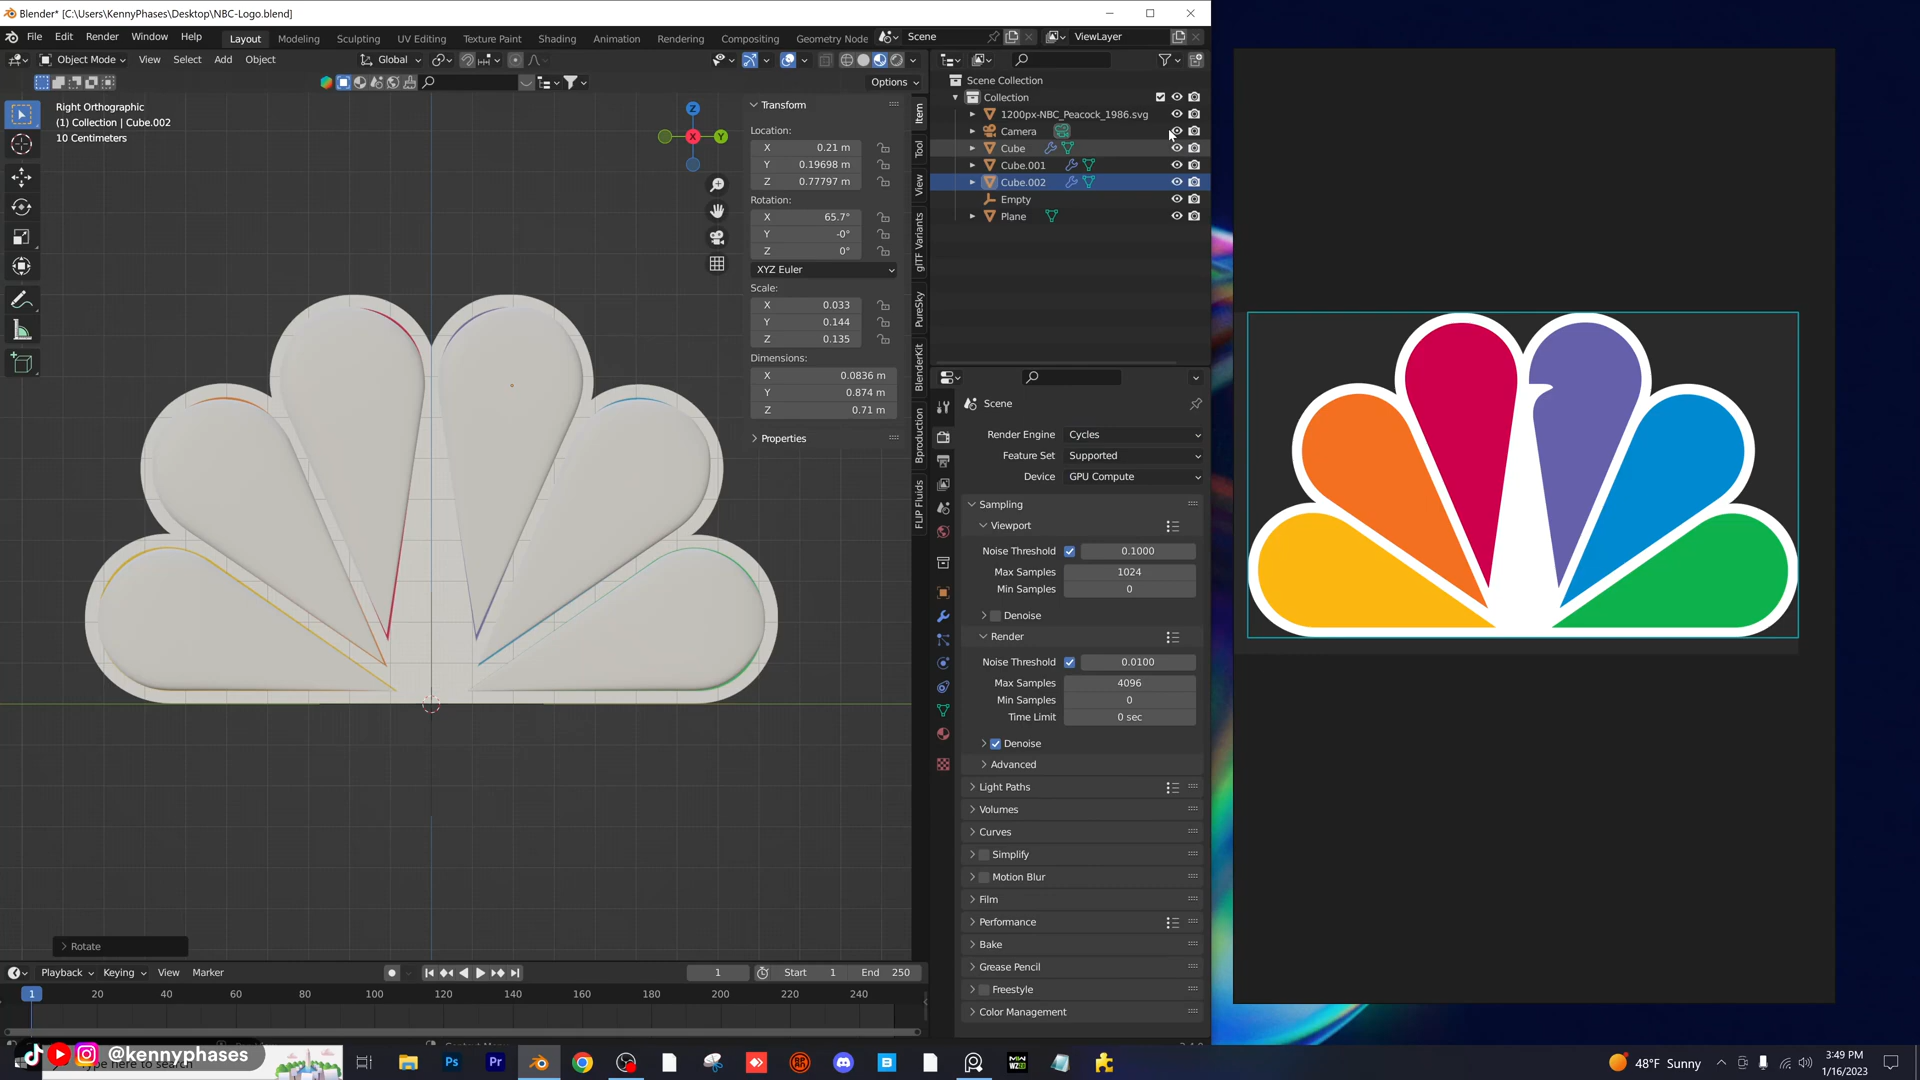 Blender* [C:\Users\KennyPhases\Desktop\NBC-Logo.blend]
File Edit Render Window Help Layout Modeling Sculpting UV Editing Texture Paint Shading Animation Rendering Compositing Geometry Node Scene ViewLayer
Object Mode View Select Add Object Global
Options
Right Orthographic
(1) Collection | Cube.002
10 Centimeters
Z
X
Y
Transform
Location:
X 0.21 m
Y 0.19698 m
Z 0.77797 m
Rotation:
X 65.7°
Y -0°
Z 0°
XYZ Euler
Scale:
X 0.033
Y 0.144
Z 0.135
Dimensions:
X 0.0836 m
Y 0.874 m
Z 0.71 m
Properties
Item
Tool
View
glTF Variants
PureSky
BlenderKit
Bproduction
FLIP Fluids
Scene Collection
Collection
1200px-NBC_Peacock_1986.svg
Camera
Cube
Cube.001
Cube.002
Empty
Plane
Scene
Render Engine Cycles
Feature Set Supported
Device GPU Compute
Sampling
Viewport
Noise Threshold 0.1000
Max Samples 1024
Min Samples 0
Denoise
Render
Noise Threshold 0.0100
Max Samples 4096
Min Samples 0
Time Limit 0 sec
Denoise
Advanced
Light Paths
Volumes
Curves
Simplify
Motion Blur
Film
Performance
Bake
Grease Pencil
Freestyle
Color Management
Rotate
Playback Keying View Marker 1 Start 1 End 250
1 20 40 60 80 100 120 140 160 180 200 220 240
@kennyphases
Type here to search
Ps Pr
48°F Sunny
3:49 PM
1/16/2023